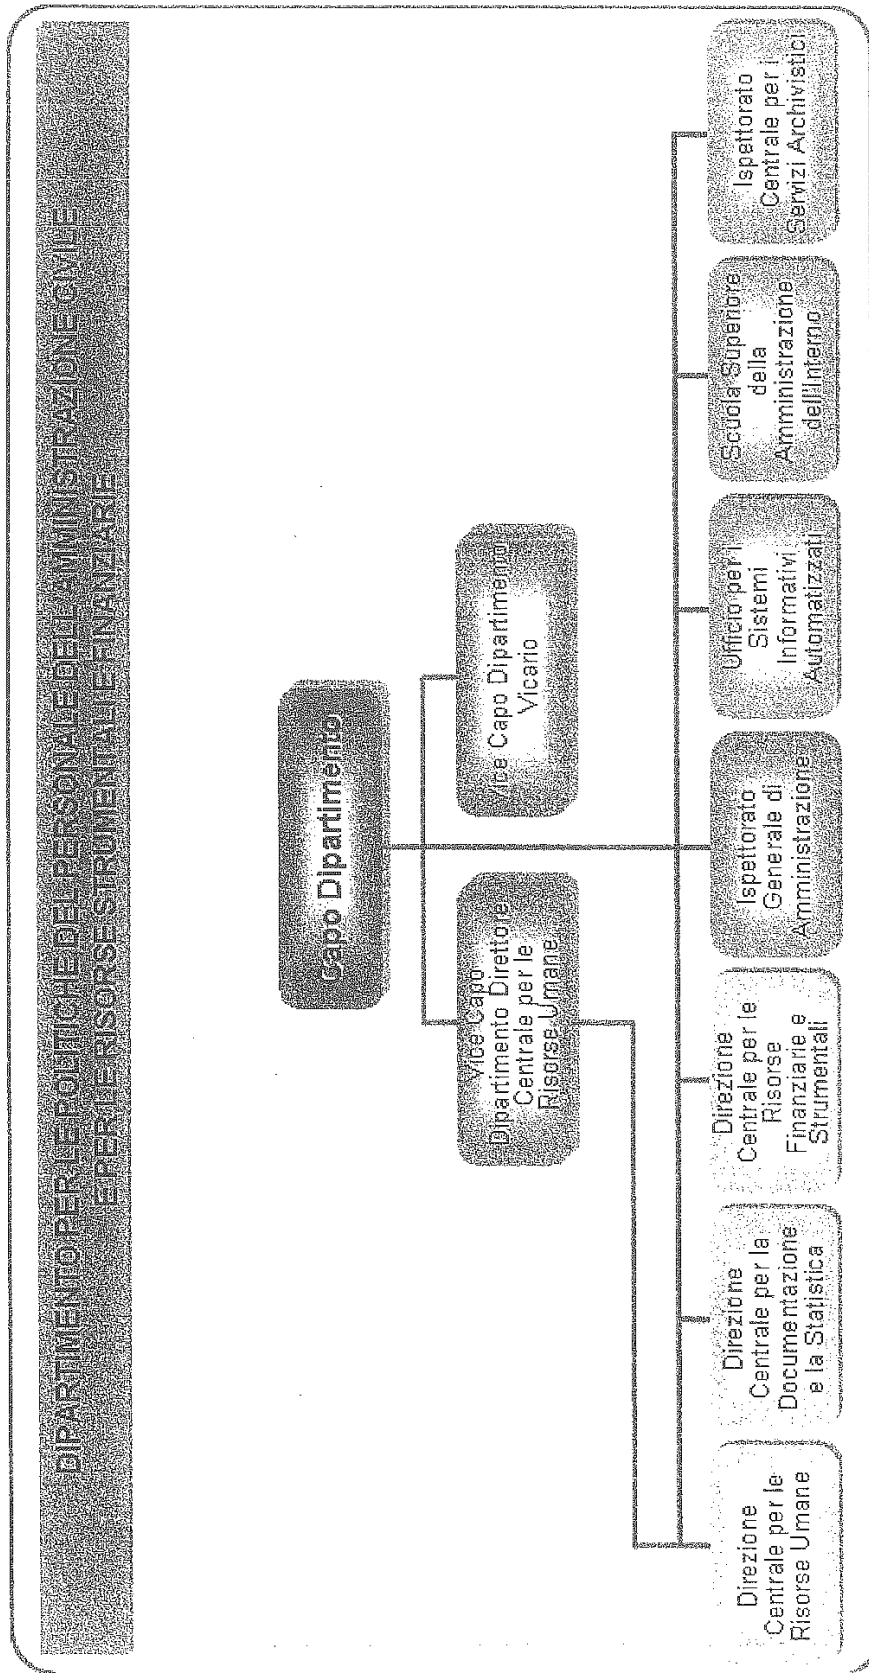 DIPARTIMENTO PER LE POLITICHE DEL PERSONALE DELL'AMMINISTRAZIONE CIVILE
E PER LE RISORSE STRUMENTALI E FINANZIARIE
Capo Dipartimento
Vice Capo
Dipartimento Direttore
Centrale per le
Risorse Umane
Vice Capo Dipartimento
Vicario
Direzione
Centrale per le
Risorse Umane
Direzione
Centrale per la
Documentazione
e la Statistica
Direzione
Centrale per le
Risorse
Finanziarie e
Strumentali
Ispettorato
Generale di
Amministrazione
Ufficio per i
Sistemi
Informativi
Automatizzati
Scuola Superiore
della
Amministrazione
dell'Interno
Ispettorato
Centrale per i
Servizi Archivistici